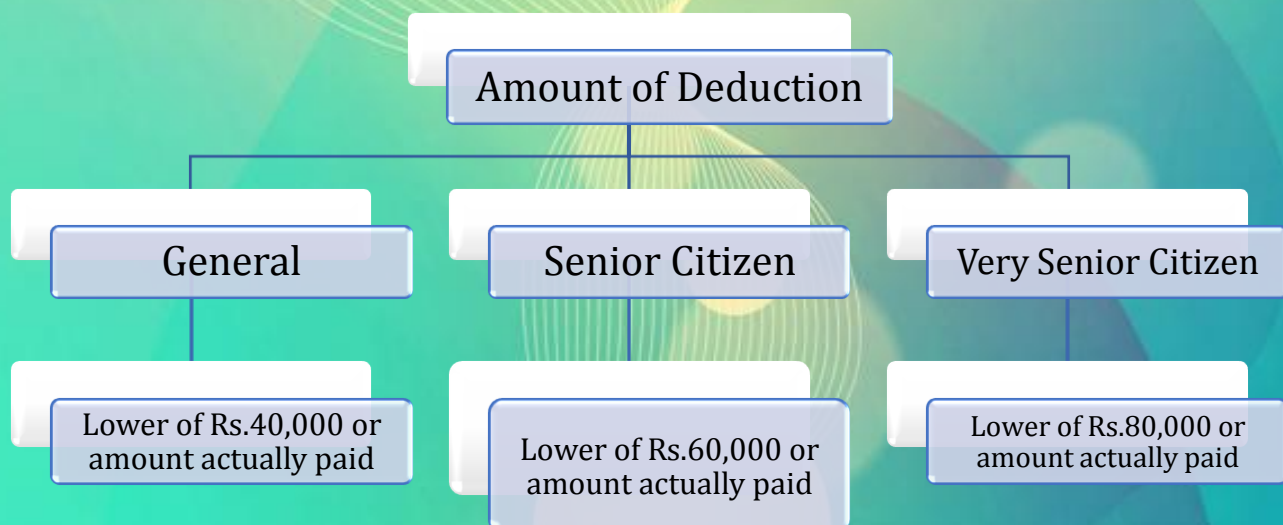 Amount of Deduction
General
Senior Citizen
Very Senior Citizen
Lower of Rs.40,000 or
amount actually paid
Lower of Rs.60,000 or
amount actually paid
Lower of Rs.80,000 or
amount actually paid